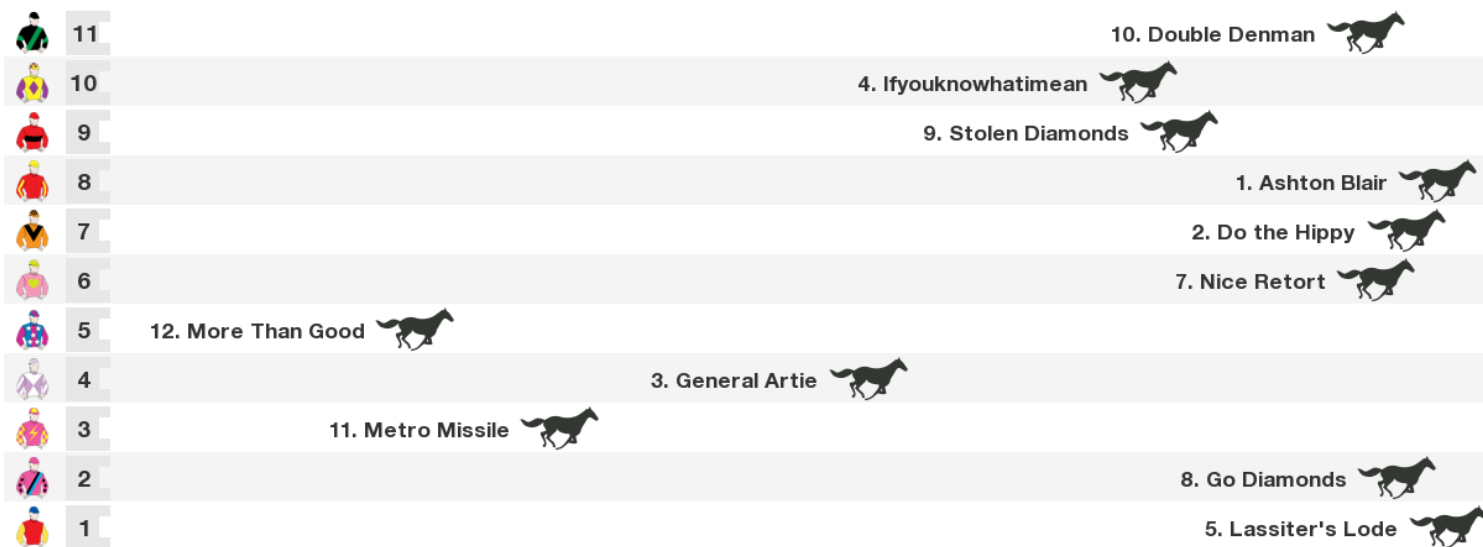 11 10. Double Denman
10 4. Ifyouknowhatimean
9 9. Stolen Diamonds
8 1. Ashton Blair
7 2. Do the Hippy
6 7. Nice Retort
5 12. More Than Good
4 3. General Artie
3 11. Metro Missile
2 8. Go Diamonds
1 5. Lassiter's Lode